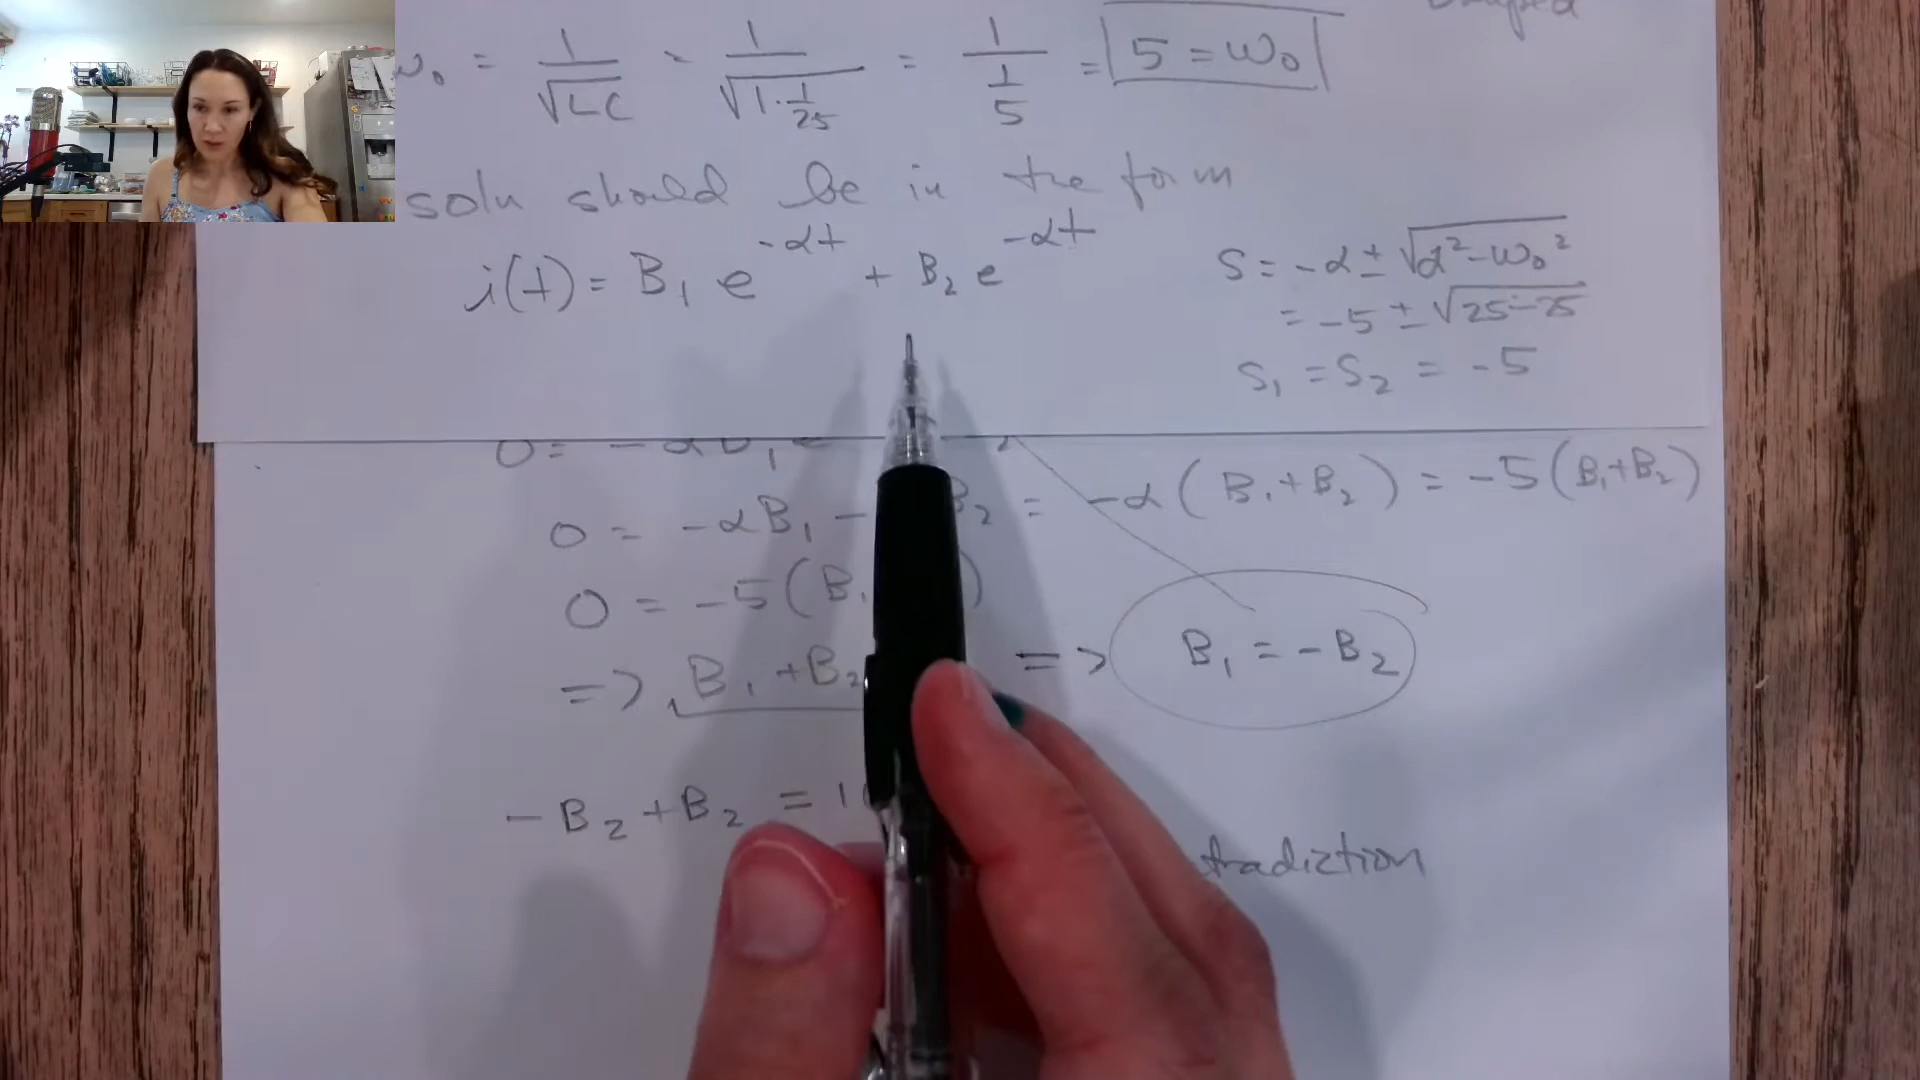 ω₀ = 1/√LC = 1/√(1·1/25) = 1/(1/5) = 5 = ω₀
soln should be in the form
i(t) = B₁ e^(-αt) + B₂ e^(-αt)
S = -α ± √(α² - ω₀²)
= -5 ± √(25-25)
S₁ = S₂ = -5
0 = -αB₁ - B₂ = -α(B₁+B₂) = -5(B₁+B₂)
0 = -5(B₁ )
=> B₁ + B₂ => B₁ = -B₂
-B₂ + B₂ = 1
tradiction